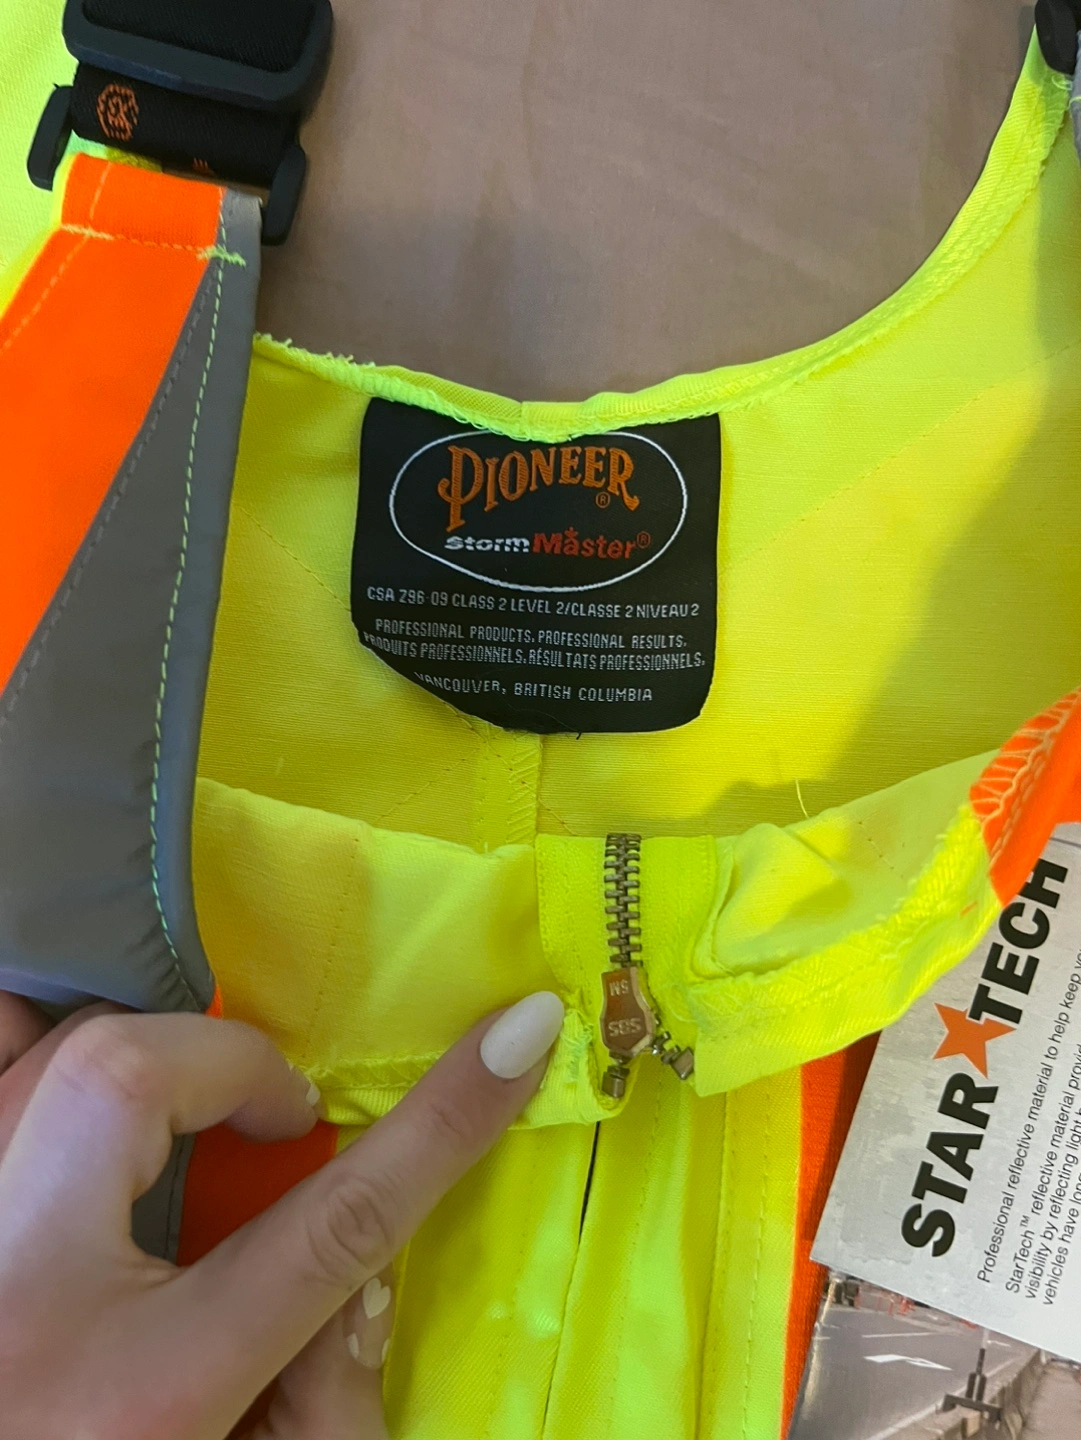 PIONEER®
StormMaster®
CSA Z96-09 CLASS 2 LEVEL 2/CLASSE 2 NIVEAU 2
PROFESSIONAL PRODUCTS. PROFESSIONAL RESULTS.
PRODUITS PROFESSIONNELS. RÉSULTATS PROFESSIONNELS.
VANCOUVER, BRITISH COLUMBIA
5M
SBS
STAR★TECH
Professional reflective material to help keep
StarTech™ reflective material
visibility by reflecting light
vehicles have